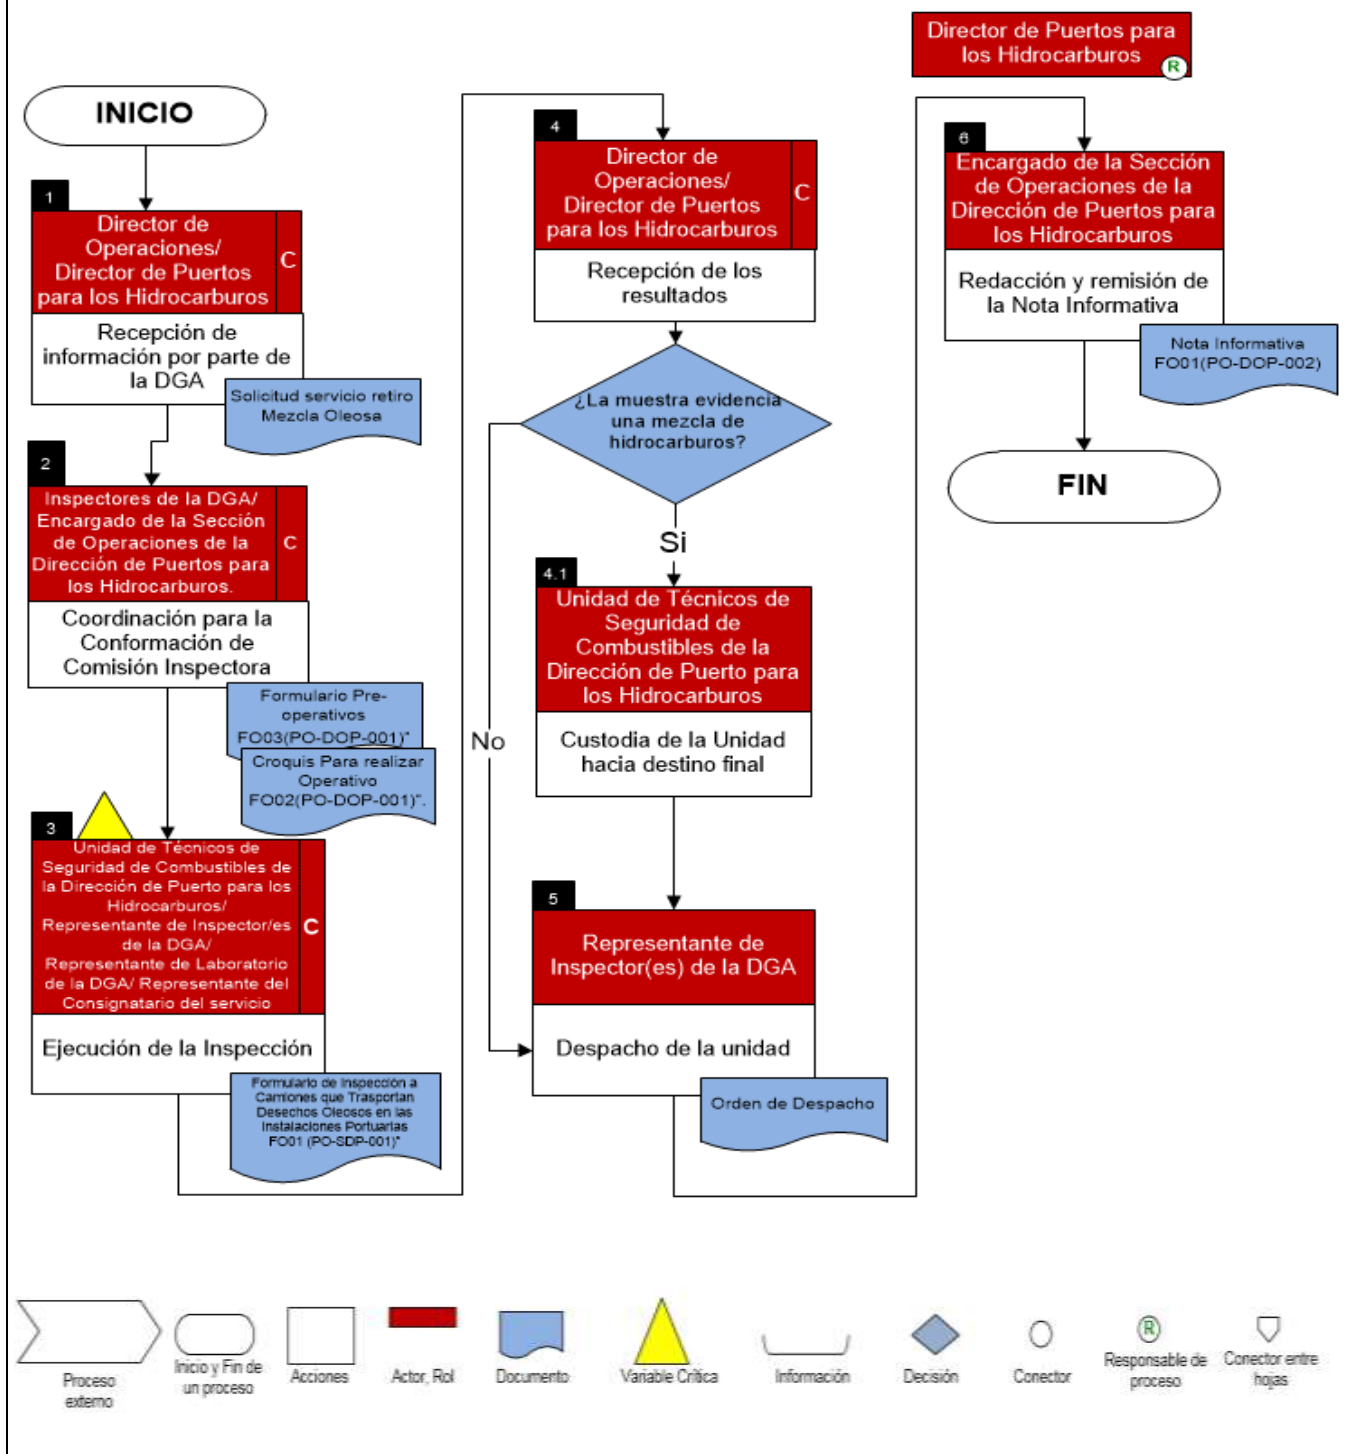 Director de Puertos para
los Hidrocarburos
R
INICIO
1
Director de
Operaciones/
Director de Puertos
para los Hidrocarburos
C
Recepción de
información por parte de
la DGA
Solicitud servicio retiro
Mezcla Oleosa
2
Inspectores de la DGA/
Encargado de la Sección
de Operaciones de la
Dirección de Puertos para
los Hidrocarburos.
C
Coordinación para la
Conformación de
Comisión Inspectora
Formulario Pre-
operativos
FO03(PO-DOP-001)"
Croquis Para realizar
Operativo
FO02(PO-DOP-001)".
3
Unidad de Técnicos de
Seguridad de Combustibles de
la Dirección de Puerto para los
Hidrocarburos/
Representante de Inspector/es
de la DGA/
Representante de Laboratorio
de la DGA/ Representante del
Consignatario del servicio
C
Ejecución de la Inspección
Formulario de Inspección a
Camiones que Trasportan
Desechos Oleosos en las
Instalaciones Portuarias
FO01 (PO-SDP-001)"
4
Director de
Operaciones/
Director de Puertos
para los Hidrocarburos
C
Recepción de los
resultados
¿La muestra evidencia
una mezcla de
hidrocarburos?
Si
No
4.1
Unidad de Técnicos de
Seguridad de
Combustibles de la
Dirección de Puerto para
los Hidrocarburos
Custodia de la Unidad
hacia destino final
5
Representante de
Inspector(es) de la DGA
Despacho de la unidad
Orden de Despacho
6
Encargado de la Sección
de Operaciones de la
Dirección de Puertos para
los Hidrocarburos
Redacción y remisión de
la Nota Informativa
Nota Informativa
FO01(PO-DOP-002)
FIN
Proceso
externo
Inicio y Fin de
un proceso
Acciones
Actor, Rol
Documento
Variable Crítica
Información
Decisión
Conector
R
Responsable de
proceso
Conector entre
hojas